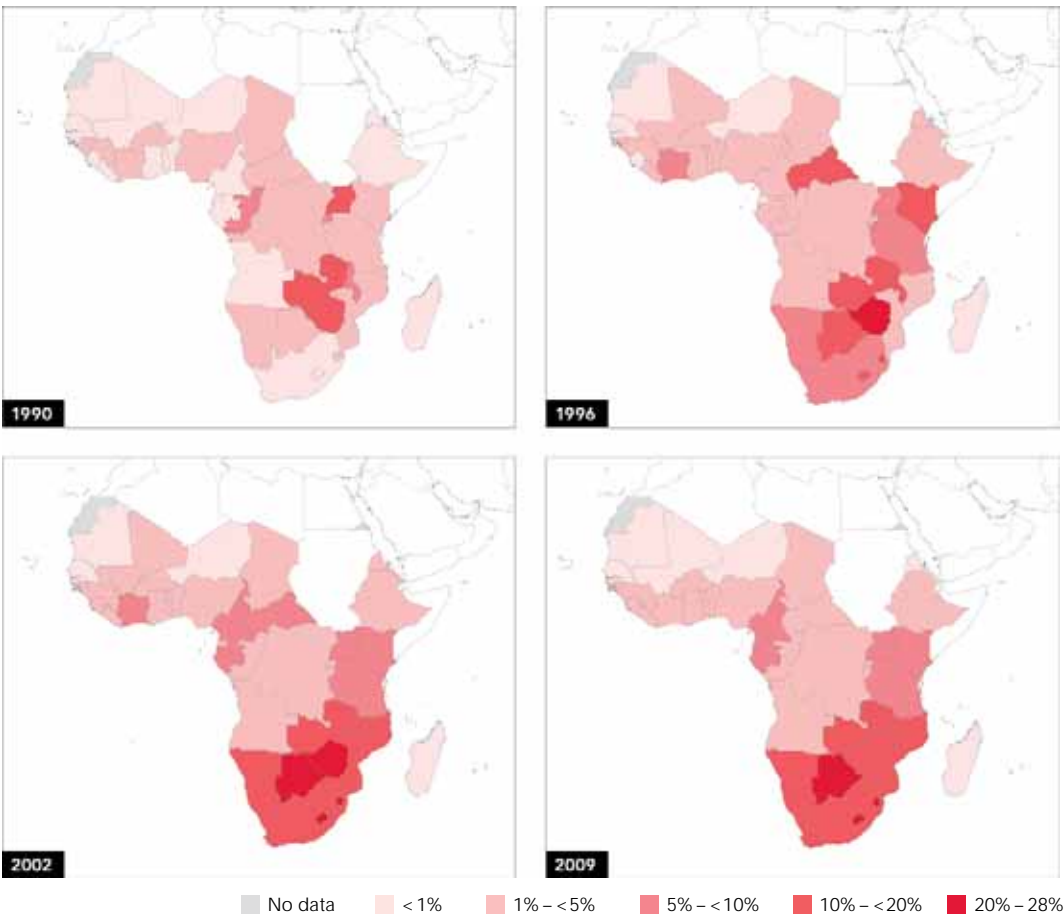 1990
1996
2002
2009
No data
<1%
1% – <5%
5% – <10%
10% – <20%
20% – 28%